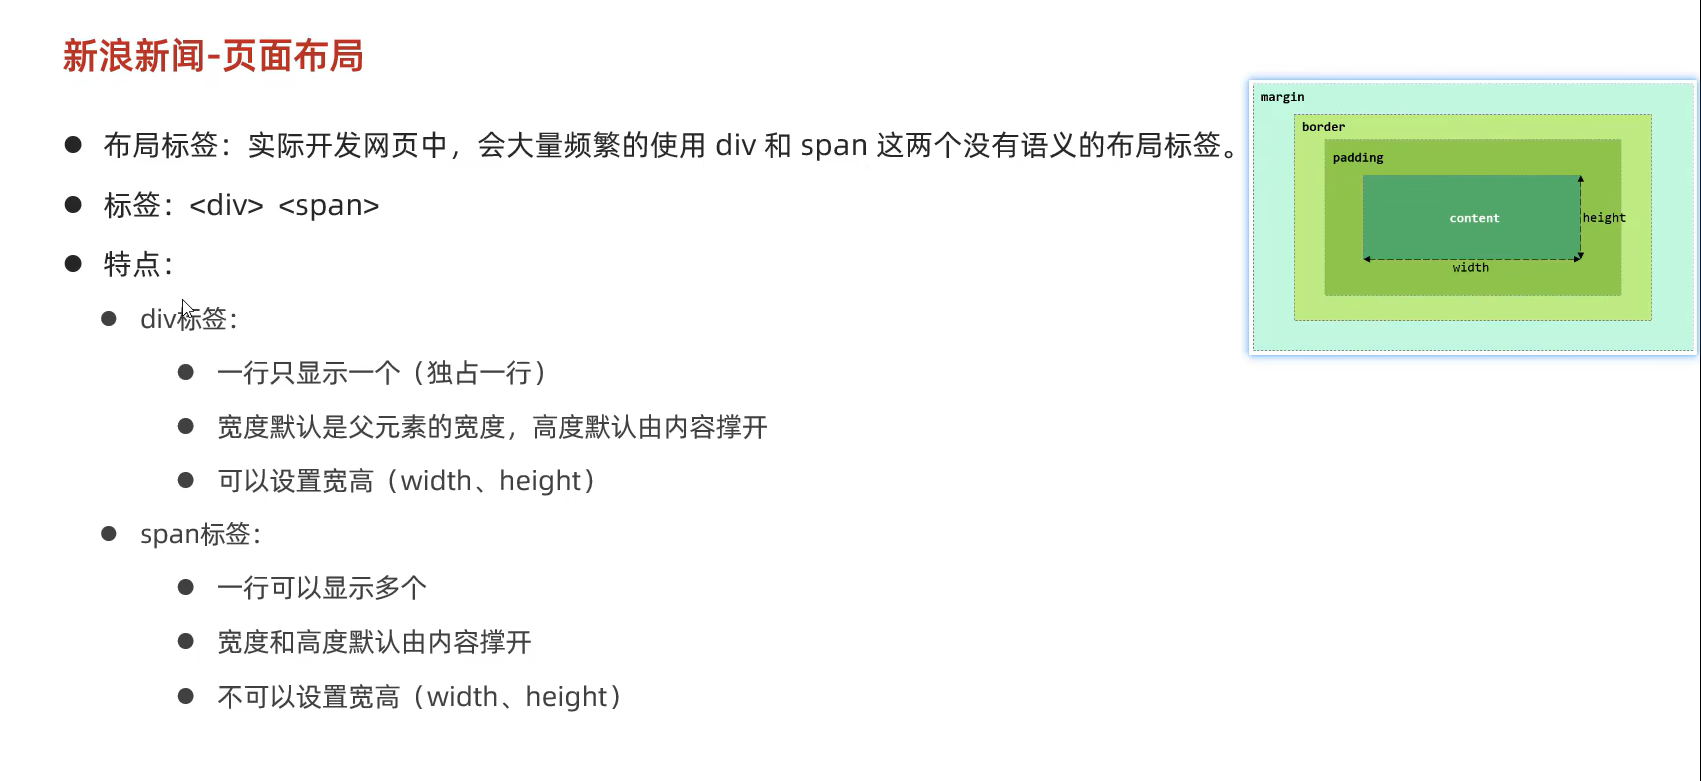 新浪新闻-页面布局
布局标签：实际开发网页中，会大量频繁的使用 div 和 span 这两个没有语义的布局标签。
标签：<div> <span>
特点：
div标签：
一行只显示一个（独占一行）
宽度默认是父元素的宽度，高度默认由内容撑开
可以设置宽高（width、height）
span标签：
一行可以显示多个
宽度和高度默认由内容撑开
不可以设置宽高（width、height）
margin
border
padding
content
height
width